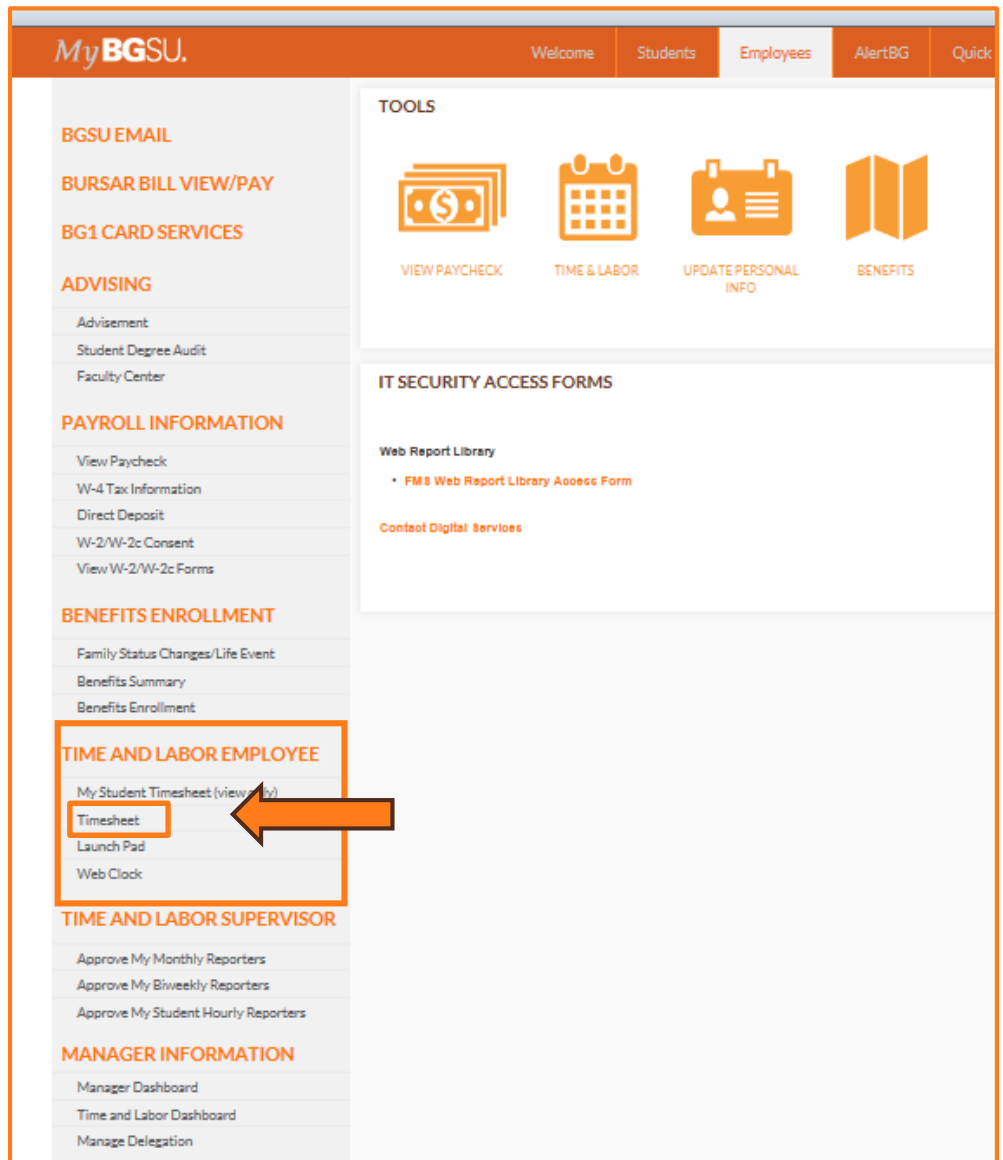 MyBGSU.
Welcome Students Employees AlertBG Quick
BGSU EMAIL
BURSAR BILL VIEW/PAY
BG1 CARD SERVICES
ADVISING
Advisement
Student Degree Audit
Faculty Center
PAYROLL INFORMATION
View Paycheck
W-4 Tax Information
Direct Deposit
W-2/W-2c Consent
View W-2/W-2c Forms
BENEFITS ENROLLMENT
Family Status Changes/Life Event
Benefits Summary
Benefits Enrollment
TIME AND LABOR EMPLOYEE
My Student Timesheet (view only)
Timesheet
Launch Pad
Web Clock
TIME AND LABOR SUPERVISOR
Approve My Monthly Reporters
Approve My Biweekly Reporters
Approve My Student Hourly Reporters
MANAGER INFORMATION
Manager Dashboard
Time and Labor Dashboard
Manage Delegation
TOOLS
VIEW PAYCHECK
TIME & LABOR
UPDATE PERSONAL
INFO
BENEFITS
IT SECURITY ACCESS FORMS
Web Report Library
• FMS Web Report Library Access Form
Contact Digital Services